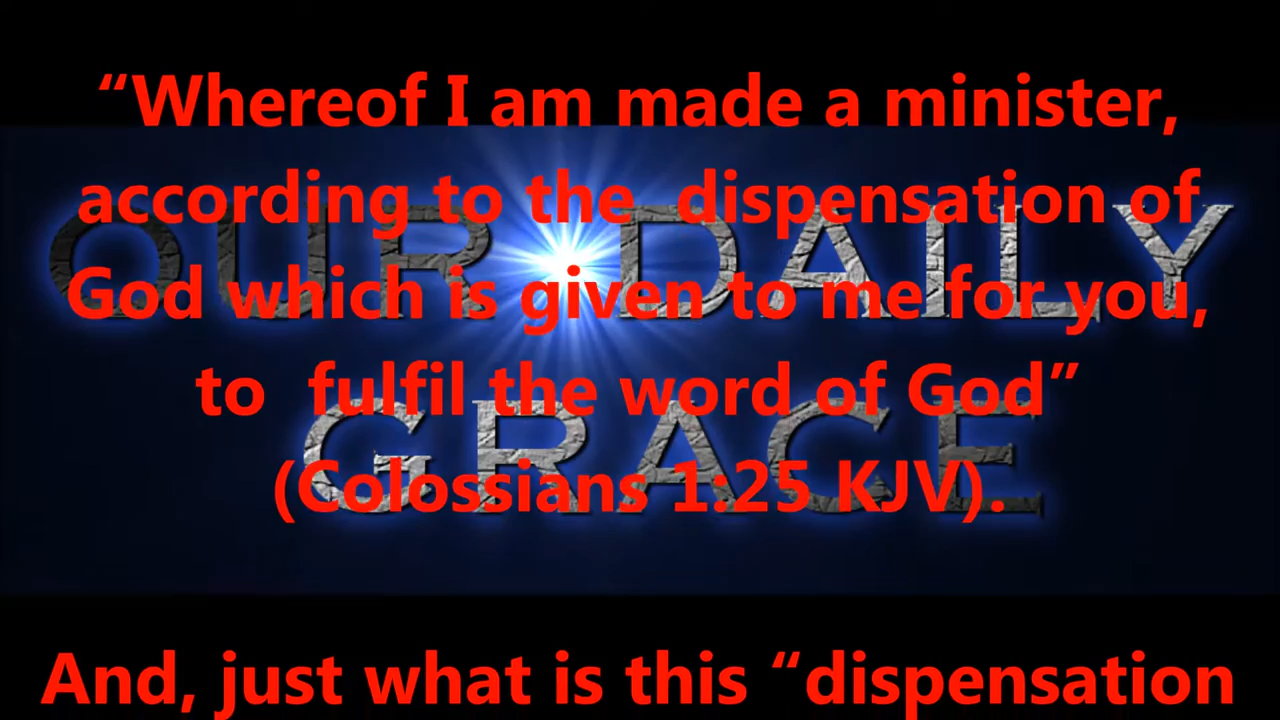 “Whereof I am made a minister,
according to the  dispensation of
OUR DAILY
God which is given to me for you,
to  fulfil the word of God”
GRACE
(Colossians 1:25 KJV).
And, just what is this “dispensation